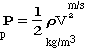 m/s
P = 1/2 ρV²
P kg/m³